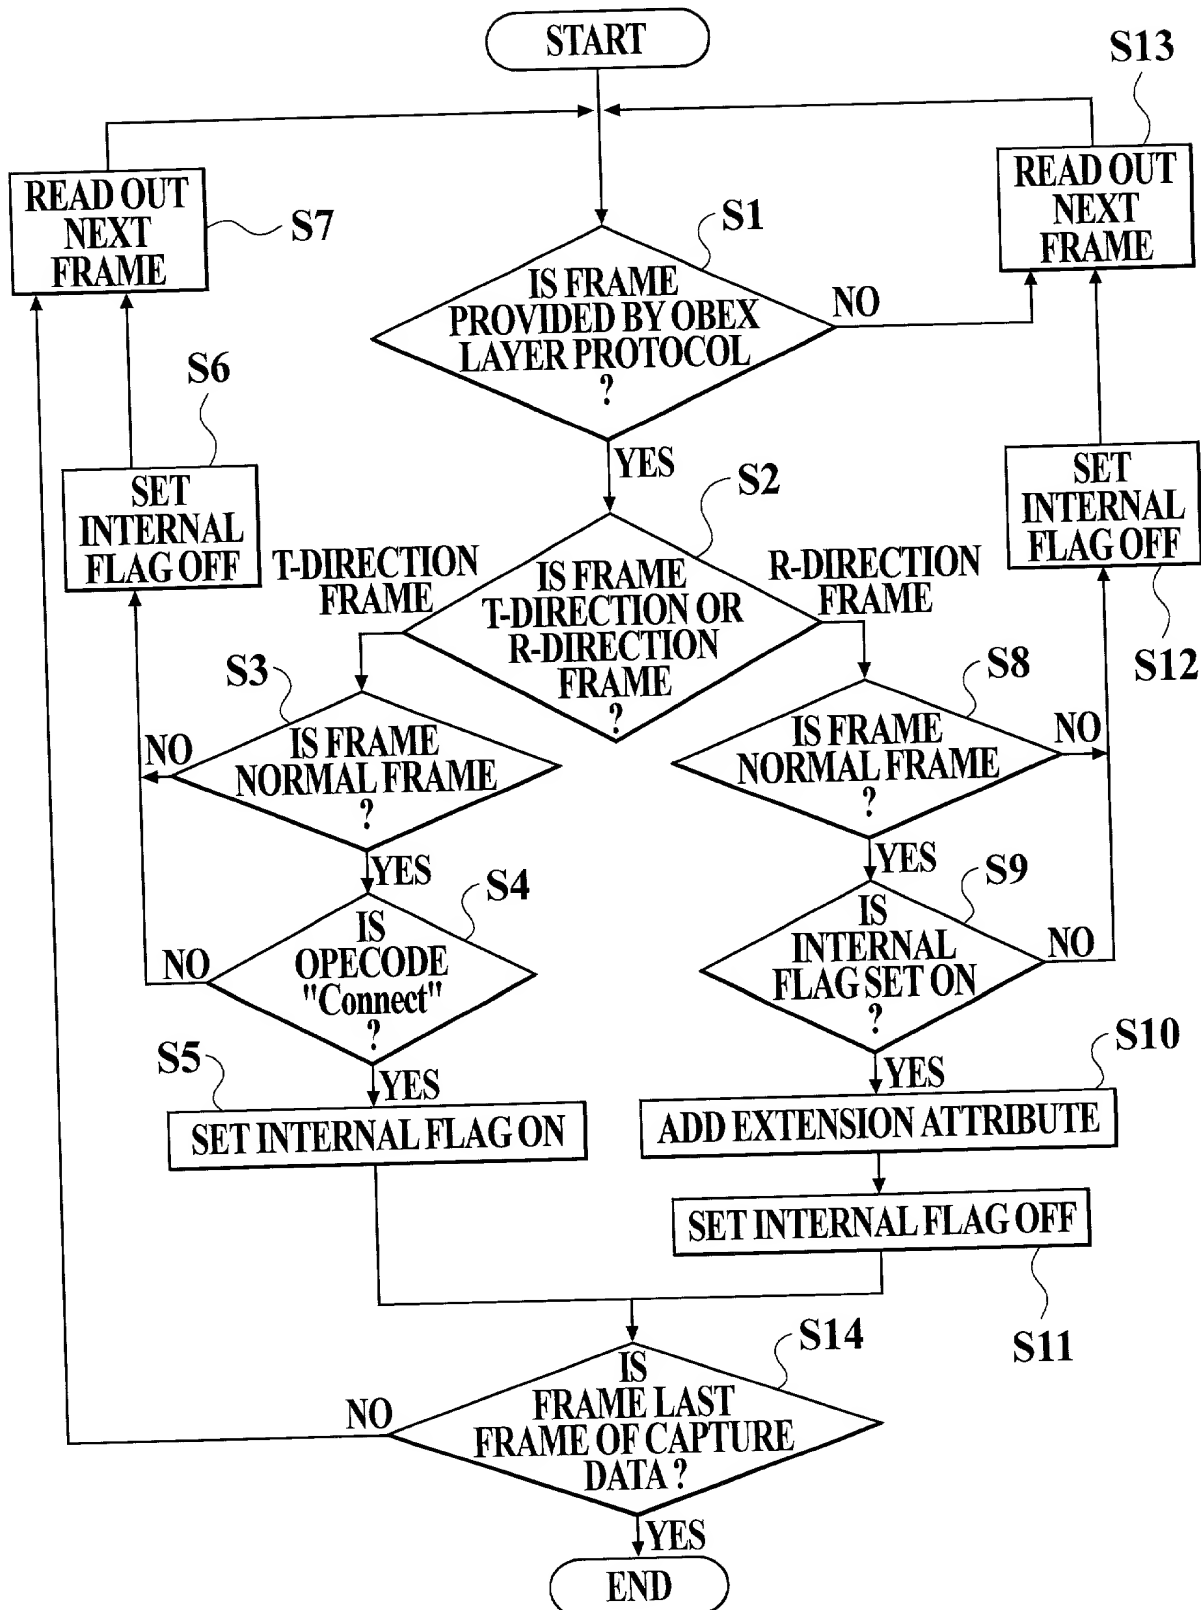 START
S13
READ OUT
NEXT
FRAME
S7
READ OUT
NEXT
FRAME
S1
IS FRAME
PROVIDED BY OBEX
LAYER PROTOCOL
?
NO
YES
S6
SET
INTERNAL
FLAG OFF
S2
IS FRAME
T-DIRECTION OR
R-DIRECTION
FRAME
?
T-DIRECTION
FRAME
R-DIRECTION
FRAME
SET
INTERNAL
FLAG OFF
S12
S3
IS FRAME
NORMAL FRAME
?
NO
YES
S8
IS FRAME
NORMAL FRAME
?
NO
YES
S4
IS
OPECODE
"Connect"
?
NO
YES
S9
IS
INTERNAL
FLAG SET ON
?
NO
YES
S5
SET INTERNAL FLAG ON
S10
ADD EXTENSION ATTRIBUTE
SET INTERNAL FLAG OFF
S11
S14
IS
FRAME LAST
FRAME OF CAPTURE
DATA ?
NO
YES
END